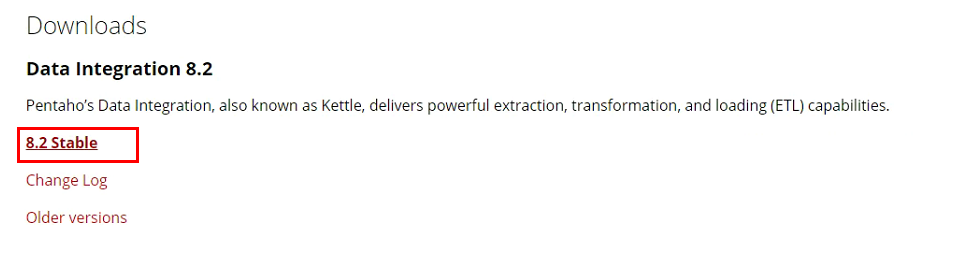 Downloads
Data Integration 8.2
Pentaho’s Data Integration, also known as Kettle, delivers powerful extraction, transformation, and loading (ETL) capabilities.
8.2 Stable
Change Log
Older versions